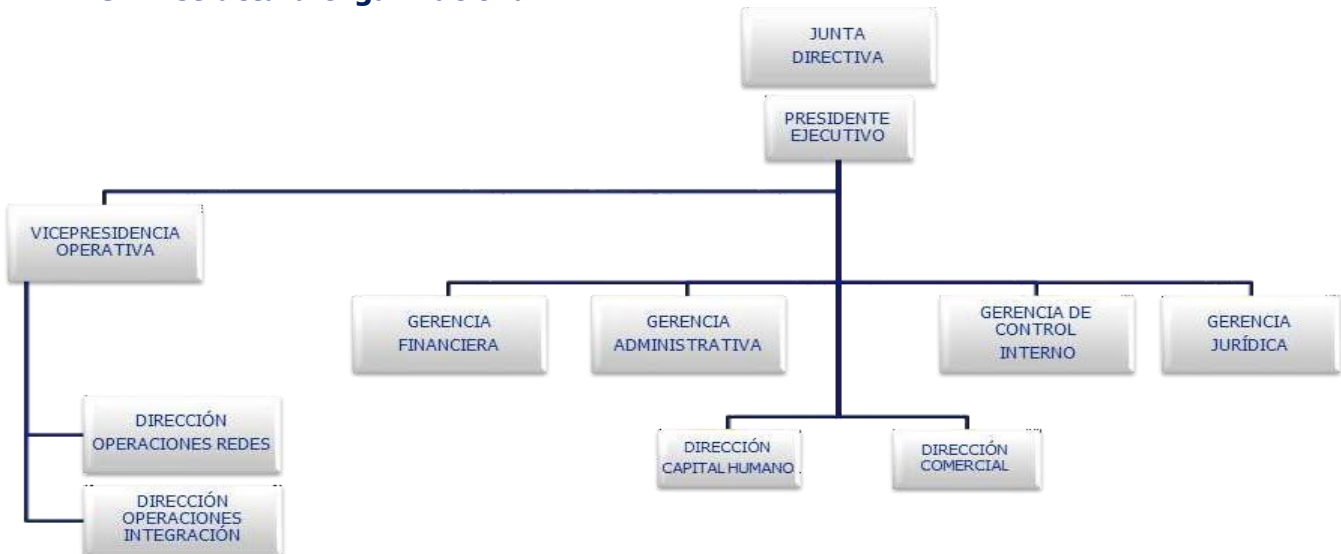 JUNTA
DIRECTIVA
PRESIDENTE
EJECUTIVO
VICEPRESIDENCIA
OPERATIVA
GERENCIA
FINANCIERA
GERENCIA
ADMINISTRATIVA
GERENCIA DE
CONTROL
INTERNO
GERENCIA
JURÍDICA
DIRECCIÓN
OPERACIONES REDES
DIRECCIÓN
CAPITAL HUMANO
DIRECCIÓN
COMERCIAL
DIRECCIÓN
OPERACIONES
INTEGRACIÓN